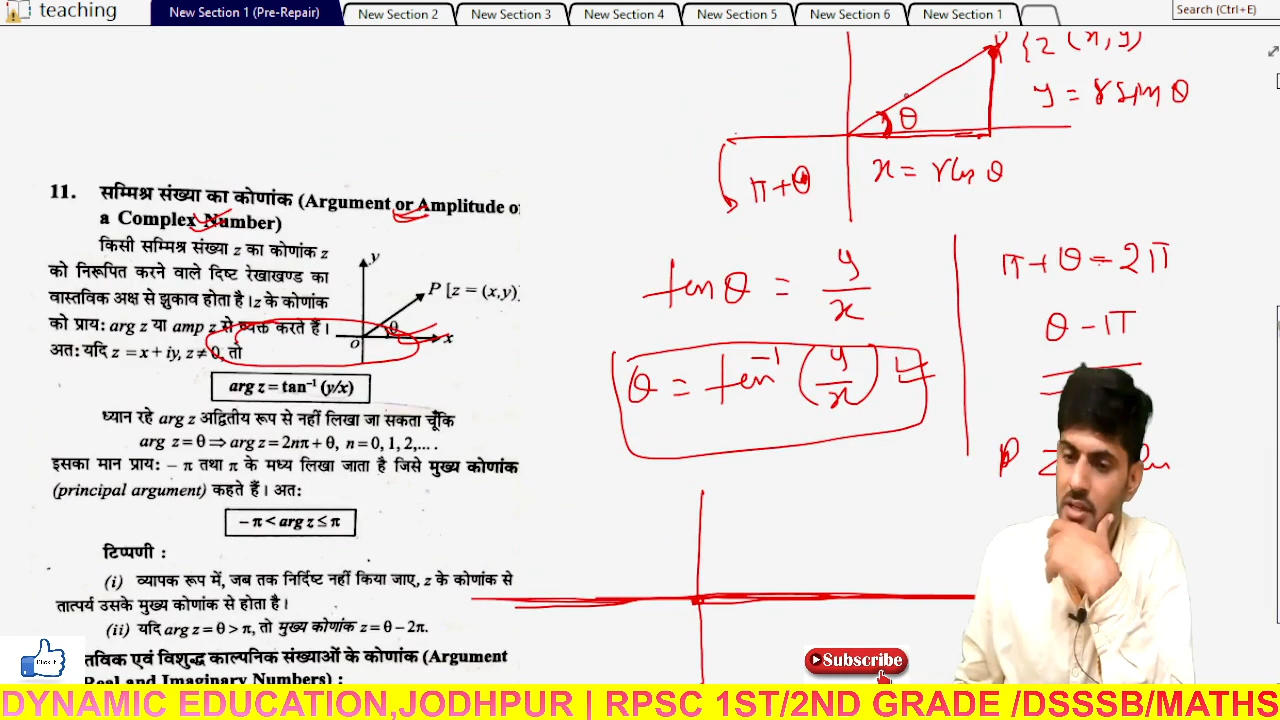 teaching
New Section 1 (Pre-Repair)
New Section 2
New Section 3
New Section 4
New Section 5
New Section 6
New Section 1
Search (Ctrl+E)
11. सम्मिश्र संख्या का कोणांक (Argument or Amplitude of
a Complex Number)
किसी सम्मिश्र संख्या z का कोणांक z
को निरूपित करने वाले दिष्ट रेखाखण्ड का
वास्तविक अक्ष से झुकाव होता है। z के कोणांक
को प्राय: arg z या amp z से व्यक्त करते हैं।
अत: यदि z = x + iy, z ≠ 0, तो
y
P [z = (x,y)]
θ
O
x
arg z = tan⁻¹ (y/x)
ध्यान रहे arg z अद्वितीय रूप से नहीं लिखा जा सकता चूँकि
arg z = θ ⇒ arg z = 2nπ + θ, n = 0, 1, 2,... .
इसका मान प्राय: – π तथा π के मध्य लिखा जाता है जिसे मुख्य कोणांक
(principal argument) कहते हैं। अत:
– π < arg z ≤ π
टिप्पणी :
(i) व्यापक रूप में, जब तक निर्दिष्ट नहीं किया जाए, z के कोणांक से
तात्पर्य उसके मुख्य कोणांक से होता है।
(ii) यदि arg z = θ > π, तो मुख्य कोणांक z = θ – 2π.
स्तविक एवं विशुद्ध काल्पनिक संख्याओं के कोणांक (Argument
Real and Imaginary Numbers) :
z (x, y)
y = r sin θ
θ
x = r cos θ
π + θ
tan θ = y/x
θ = tan⁻¹ (y/x)
π + θ - 2π
θ - π
Subscribe
DYNAMIC EDUCATION,JODHPUR | RPSC 1ST/2ND GRADE /DSSSB/MATHS